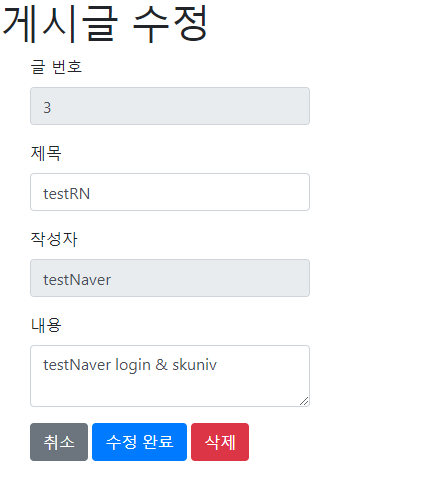 게시글 수정
글 번호
3
제목
testRN
작성자
testNaver
내용
testNaver login & skuniv
취소 수정 완료 삭제